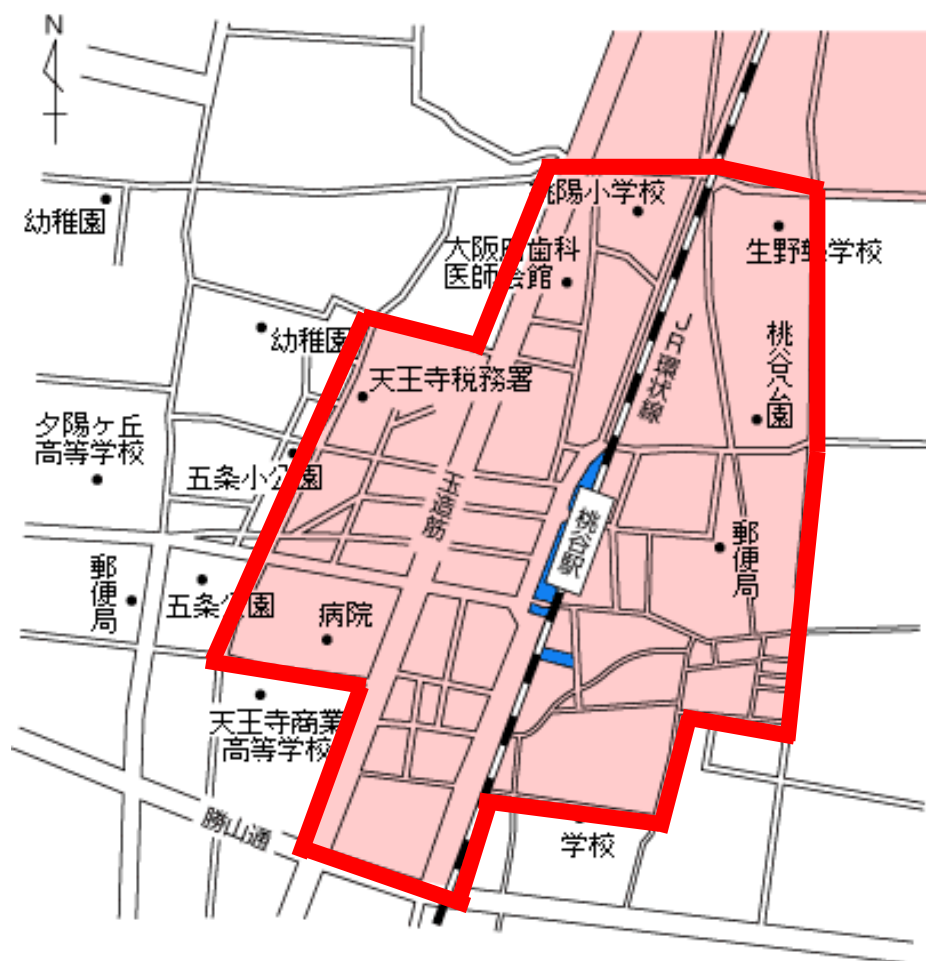 N
幼稚園
桃陽小学校
生野聾学校
大阪府歯科
医師会館
幼稚園
JR環状線
桃谷公園
天王寺税務署
夕陽ヶ丘
高等学校
五条小公園
玉造筋
桃谷駅
郵便局
郵便局
五条公園
病院
天王寺商業
高等学校
勝山通
学校